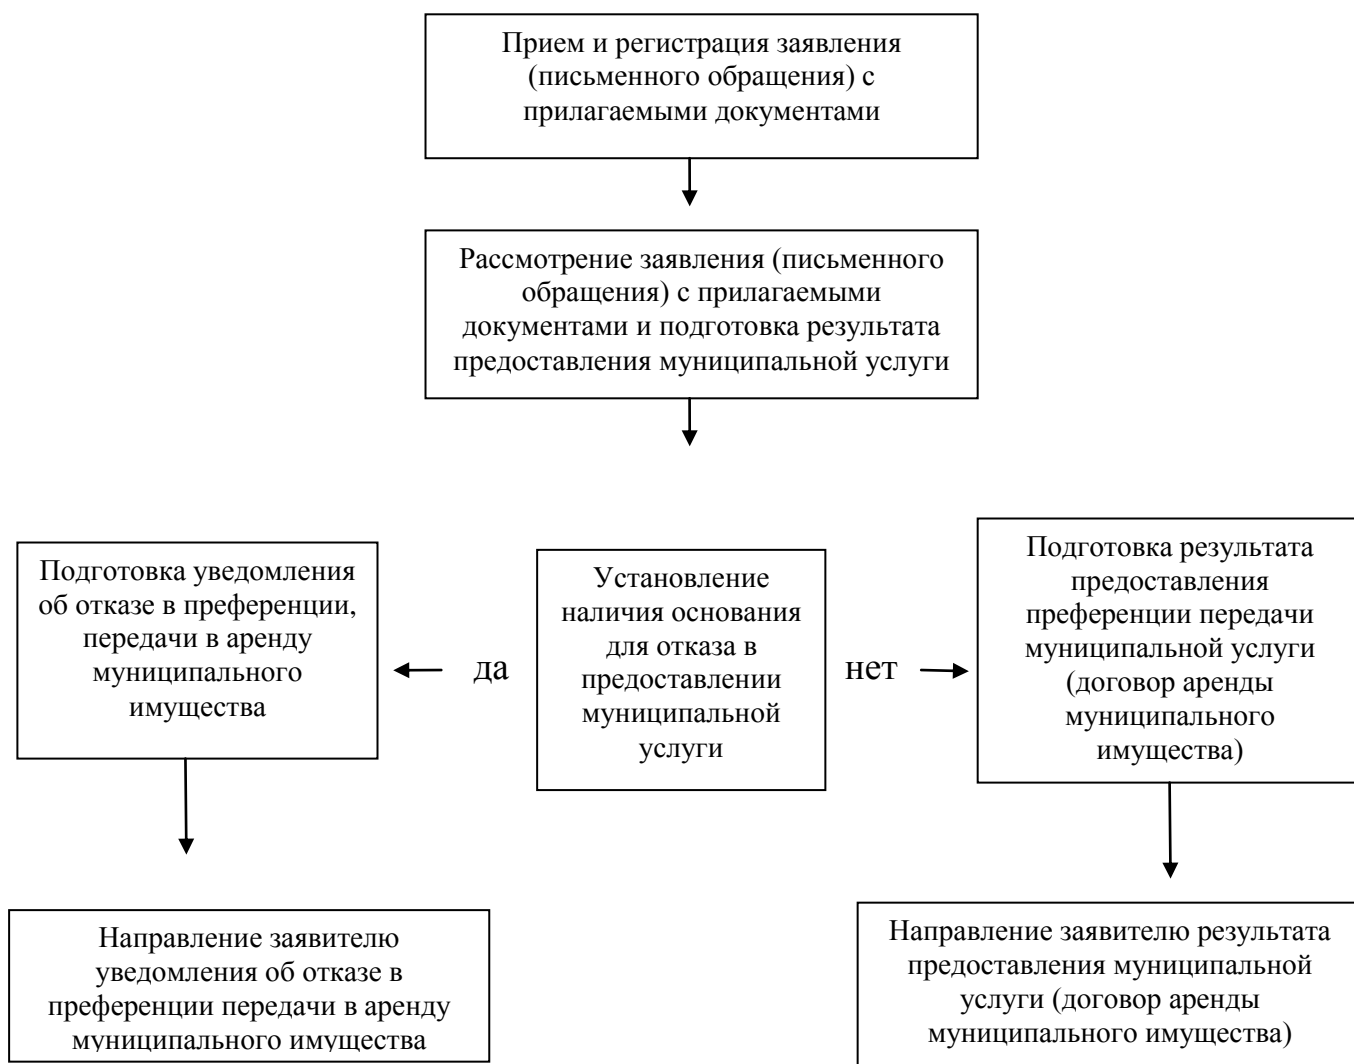 Прием и регистрация заявления
(письменного обращения) с
прилагаемыми документами
Рассмотрение заявления (письменного
обращения) с прилагаемыми
документами и подготовка результата
предоставления муниципальной услуги
Подготовка уведомления
об отказе в преференции,
передачи в аренду
муниципального
имущества
да
Установление
наличия основания
для отказа в
предоставлении
муниципальной
услуги
нет
Подготовка результата
предоставления
преференции передачи
муниципальной услуги
(договор аренды
муниципального
имущества)
Направление заявителю
уведомления об отказе в
преференции передачи в аренду
муниципального имущества
Направление заявителю результата
предоставления муниципальной
услуги (договор аренды
муниципального имущества)